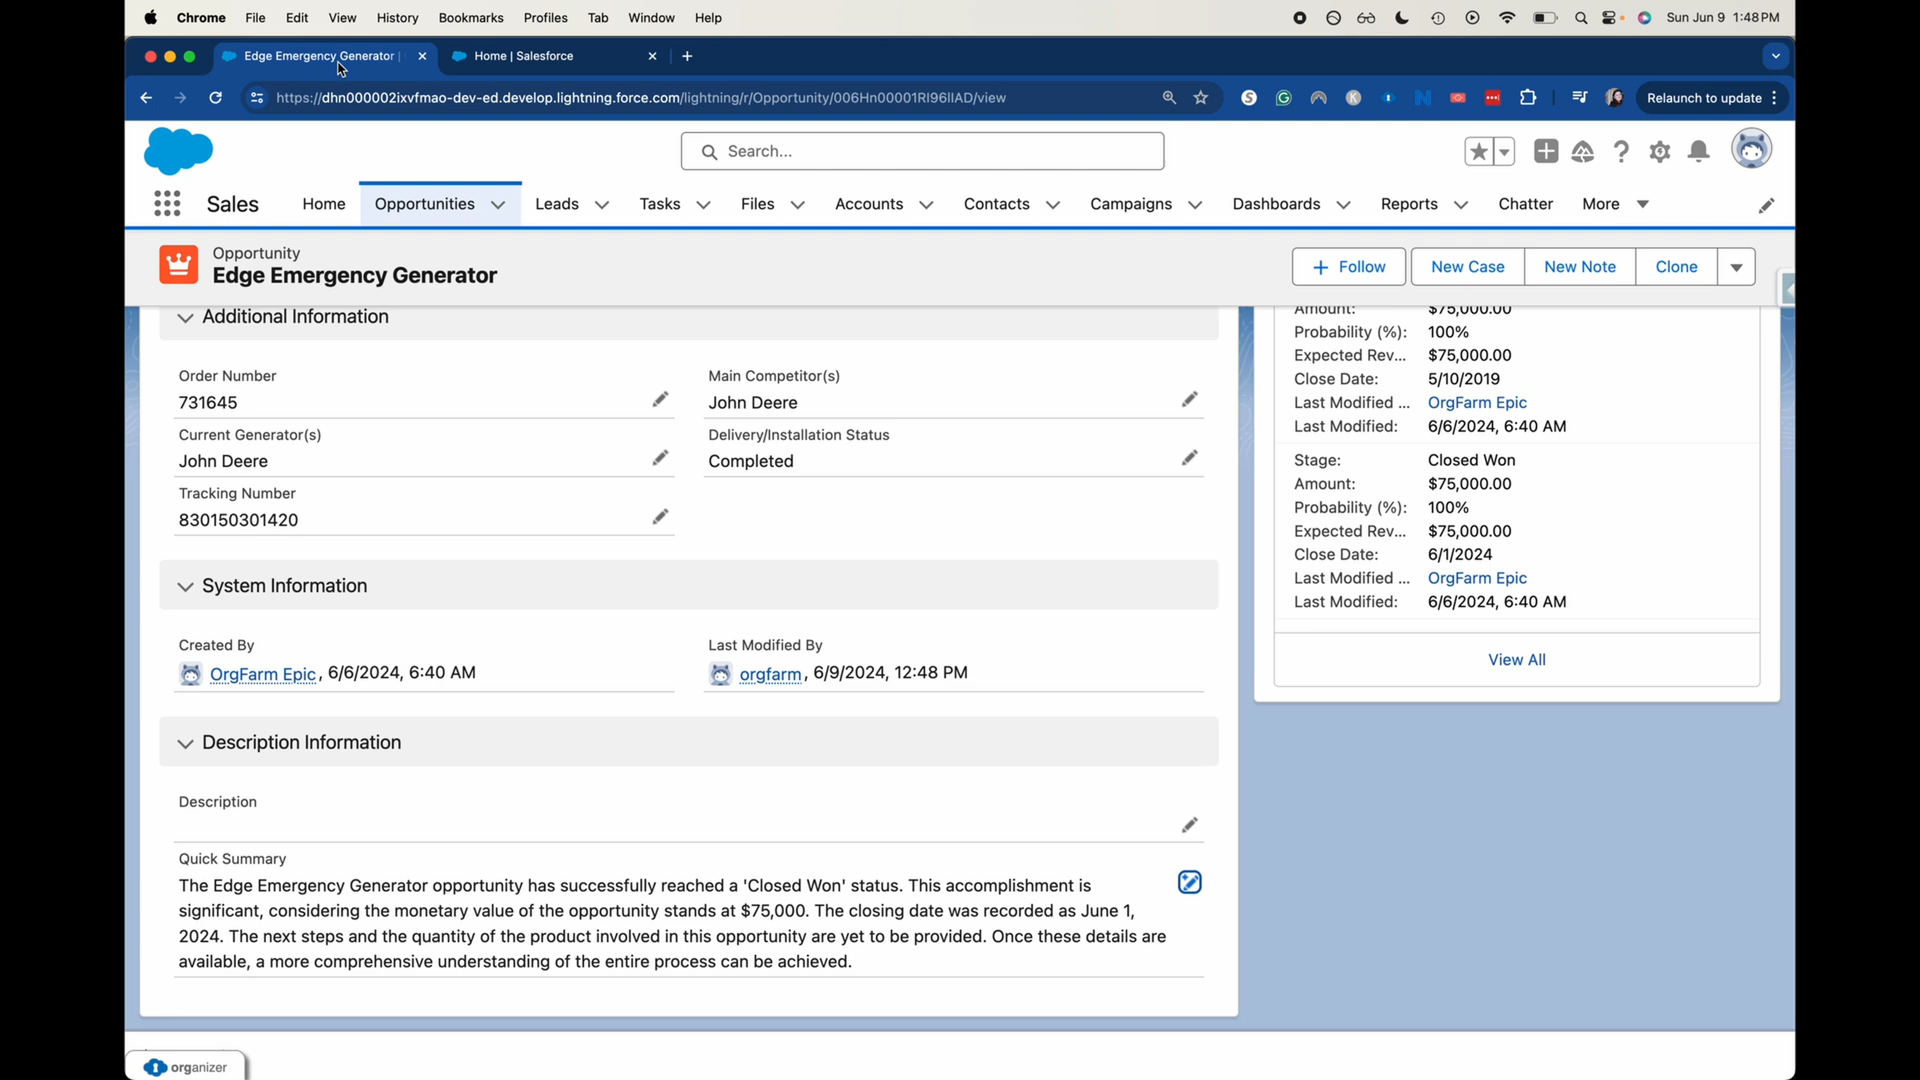 Chrome File Edit View History Bookmarks Profiles Tab Window Help Sun Jun 9 1:48 PM
Edge Emergency Generator | Home | Salesforce
https://dhn000002ixvfmao-dev-ed.develop.lightning.force.com/lightning/r/Opportunity/006Hn00001RI96lIAD/view Relaunch to update
Search...
Sales Home Opportunities Leads Tasks Files Accounts Contacts Campaigns Dashboards Reports Chatter More
Opportunity
Edge Emergency Generator
Follow New Case New Note Clone
Additional Information
Order Number
731645
Main Competitor(s)
John Deere
Current Generator(s)
John Deere
Delivery/Installation Status
Completed
Tracking Number
830150301420
System Information
Created By
OrgFarm Epic, 6/6/2024, 6:40 AM
Last Modified By
orgfarm, 6/9/2024, 12:48 PM
Description Information
Description
Quick Summary
The Edge Emergency Generator opportunity has successfully reached a 'Closed Won' status. This accomplishment is
significant, considering the monetary value of the opportunity stands at $75,000. The closing date was recorded as June 1,
2024. The next steps and the quantity of the product involved in this opportunity are yet to be provided. Once these details are
available, a more comprehensive understanding of the entire process can be achieved.
Amount: $75,000.00
Probability (%): 100%
Expected Rev... $75,000.00
Close Date: 5/10/2019
Last Modified ... OrgFarm Epic
Last Modified: 6/6/2024, 6:40 AM
Stage: Closed Won
Amount: $75,000.00
Probability (%): 100%
Expected Rev... $75,000.00
Close Date: 6/1/2024
Last Modified ... OrgFarm Epic
Last Modified: 6/6/2024, 6:40 AM
View All
organizer